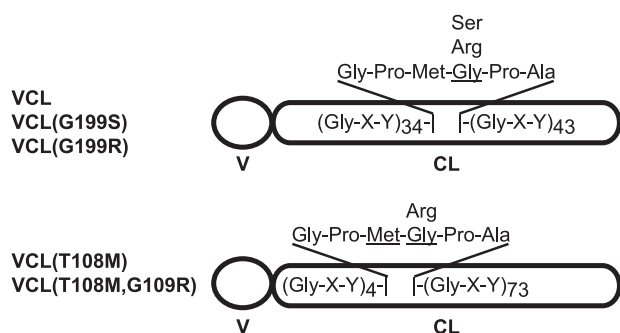 Ser
Arg
Gly-Pro-Met-Gly-Pro-Ala
VCL
VCL(G199S)
VCL(G199R)
(Gly-X-Y)34-
-(Gly-X-Y)43
V
CL
Arg
Gly-Pro-Met-Gly-Pro-Ala
VCL(T108M)
VCL(T108M,G109R)
(Gly-X-Y)4-
-(Gly-X-Y)73
V
CL